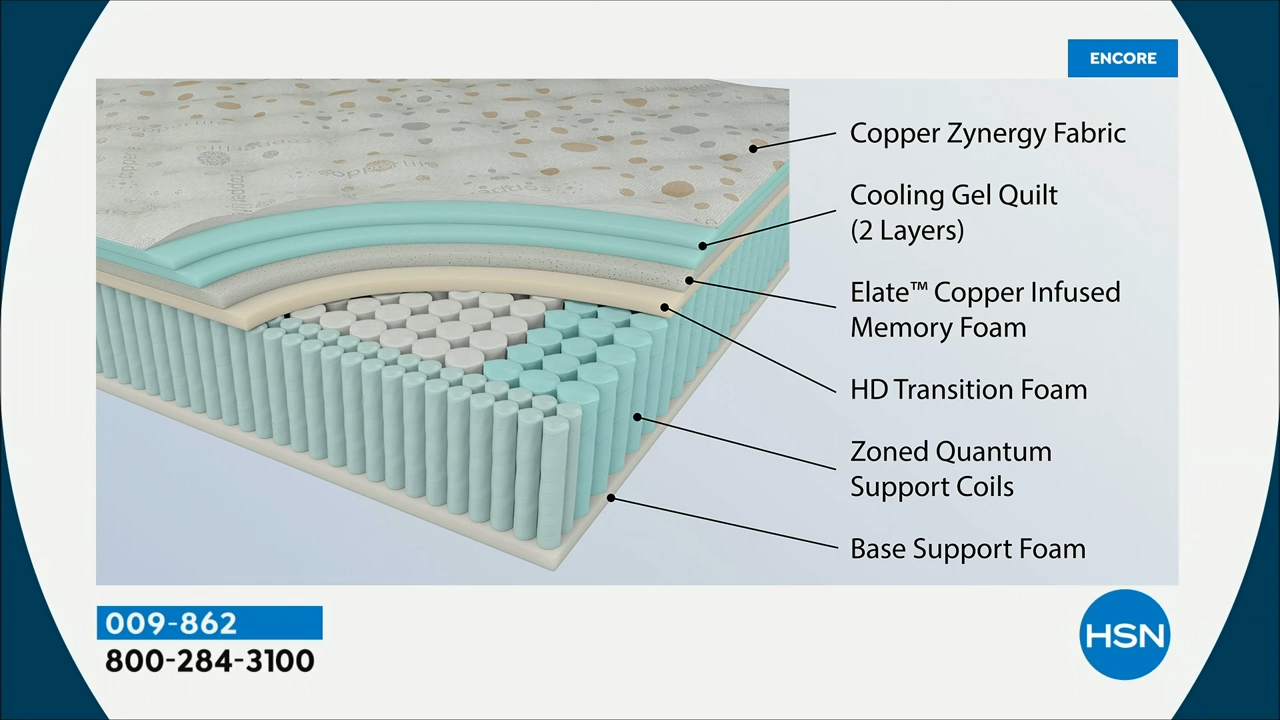 ENCORE
Copper Zynergy Fabric
Cooling Gel Quilt
(2 Layers)
Elate™ Copper Infused
Memory Foam
HD Transition Foam
Zoned Quantum
Support Coils
Base Support Foam
009-862
800-284-3100
HSN